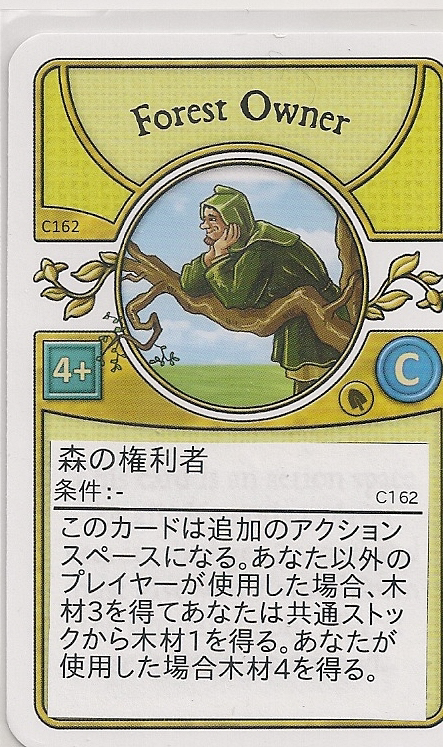 Forest Owner
C162
4+
C
森の権利者
条件:-
C162
このカードは追加のアクション
スペースになる。あなた以外の
プレイヤーが使用した場合、木
材3を得てあなたは共通ストッ
クから木材1を得る。あなたが
使用した場合木材4を得る。